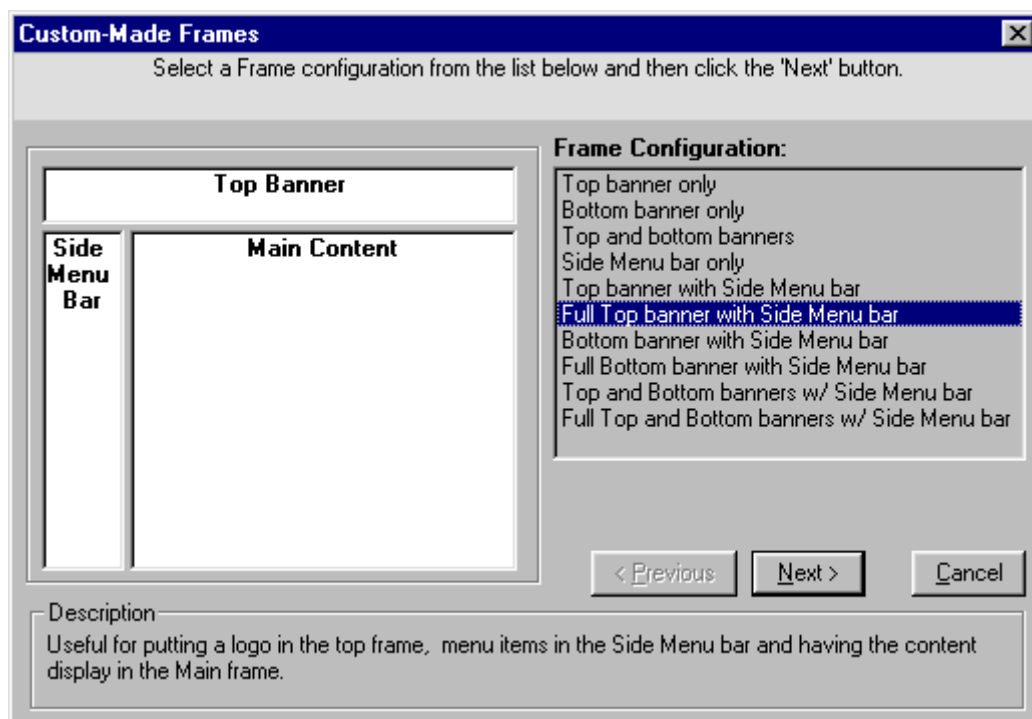 Custom-Made Frames
Select a Frame configuration from the list below and then click the 'Next' button.
Top Banner
Side
Menu
Bar
Main Content
Frame Configuration:
Top banner only
Bottom banner only
Top and bottom banners
Side Menu bar only
Top banner with Side Menu bar
Full Top banner with Side Menu bar
Bottom banner with Side Menu bar
Full Bottom banner with Side Menu bar
Top and Bottom banners w/ Side Menu bar
Full Top and Bottom banners w/ Side Menu bar
< Previous
Next >
Cancel
Description
Useful for putting a logo in the top frame, menu items in the Side Menu bar and having the content
display in the Main frame.